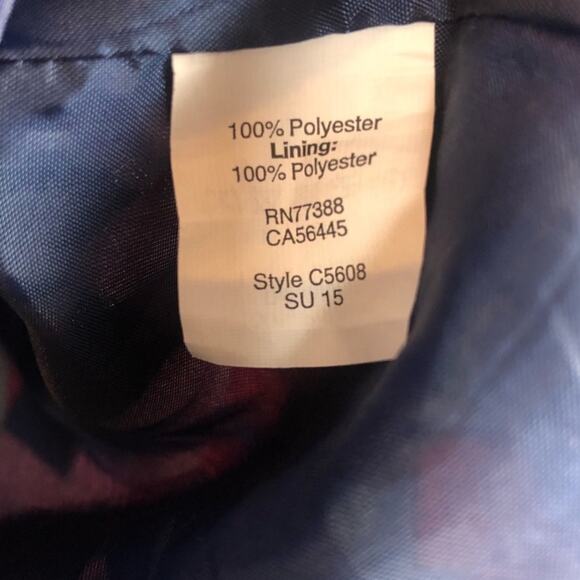 100% Polyester
Lining:
100% Polyester
RN77388
CA56445
Style C5608
SU 15